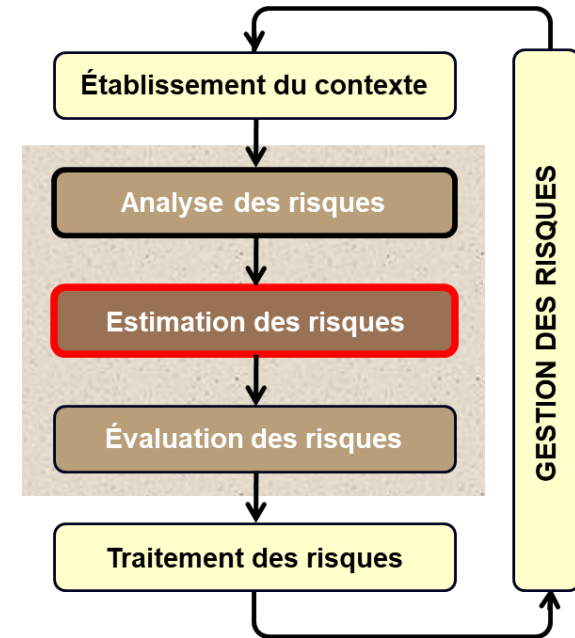 Établissement du contexte
Analyse des risques
Estimation des risques
Évaluation des risques
Traitement des risques
GESTION DES RISQUES